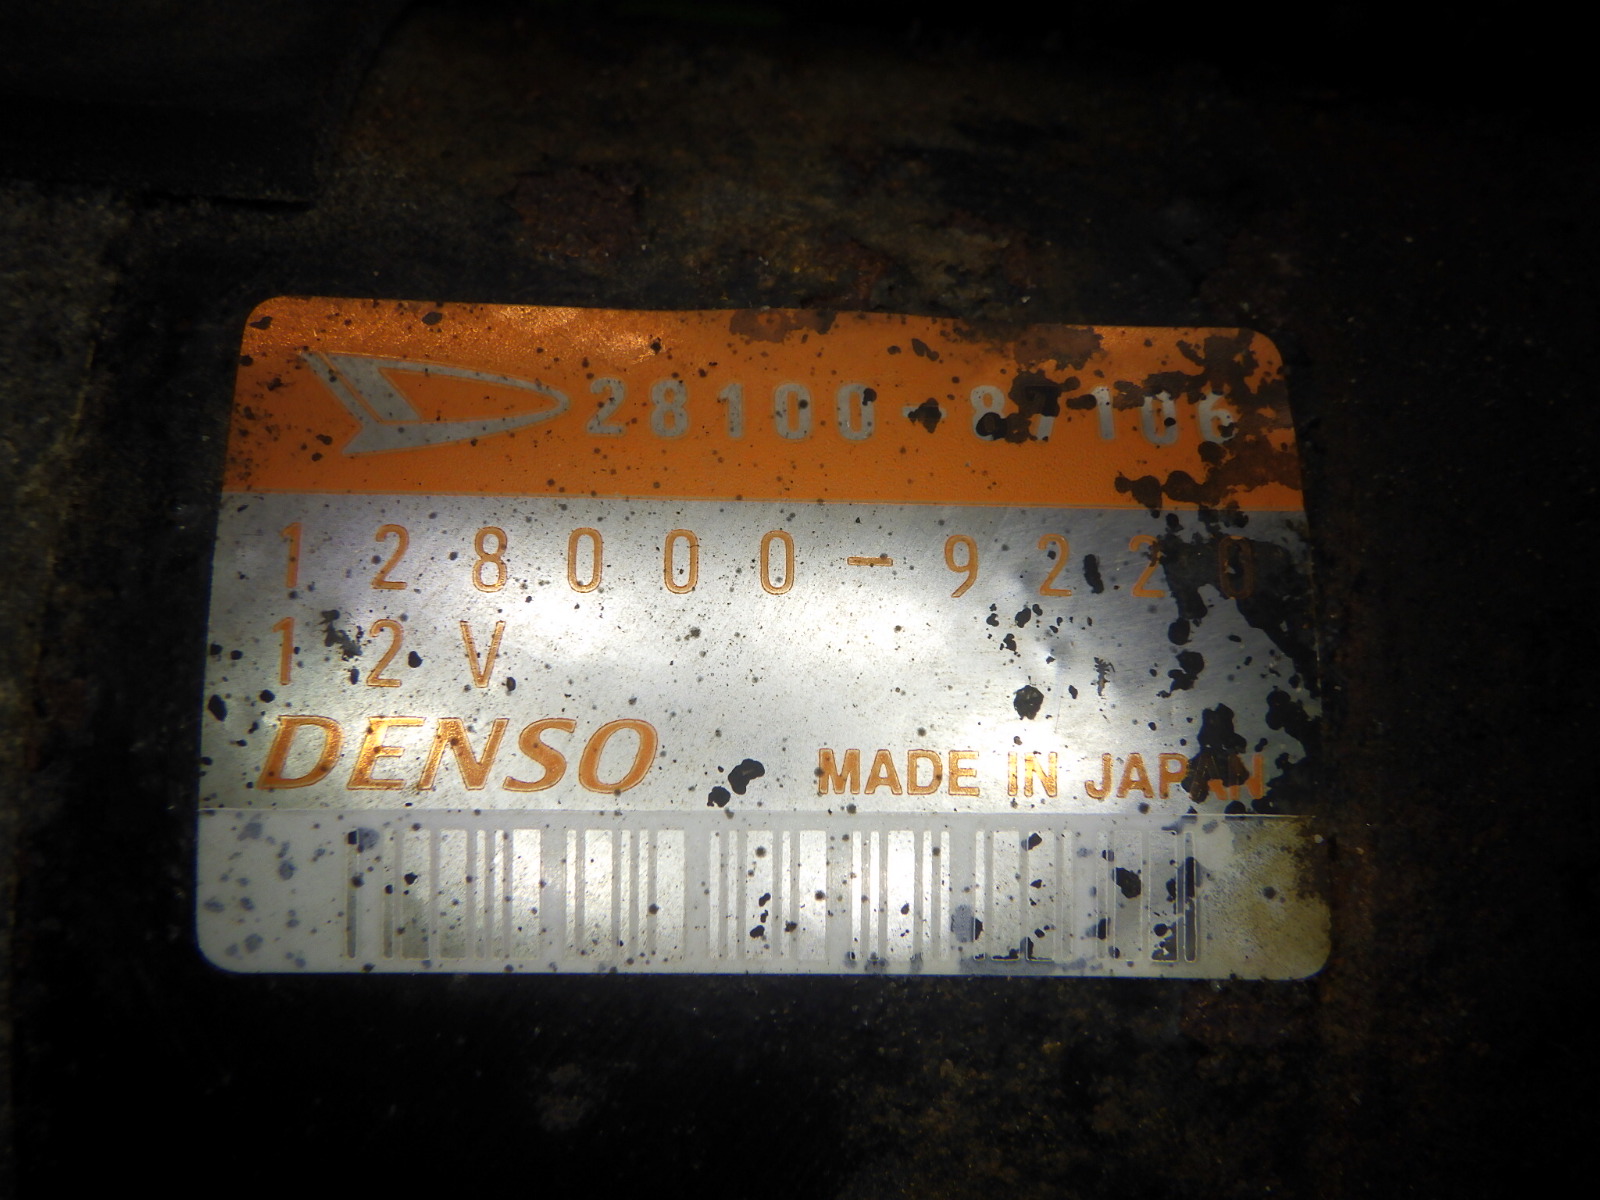 28100-87106
128000-9220
12V
DENSO
MADE IN JAPAN